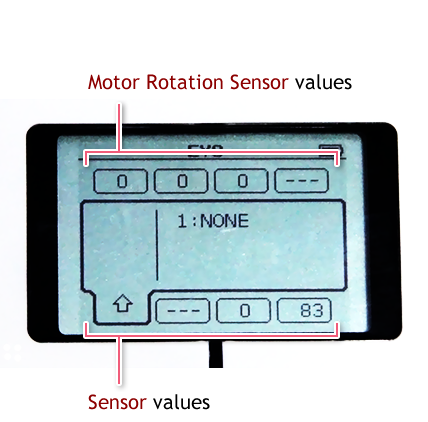 Motor Rotation Sensor values
EV3
0 0 0 ---
1:NONE
--- 0 83
Sensor values